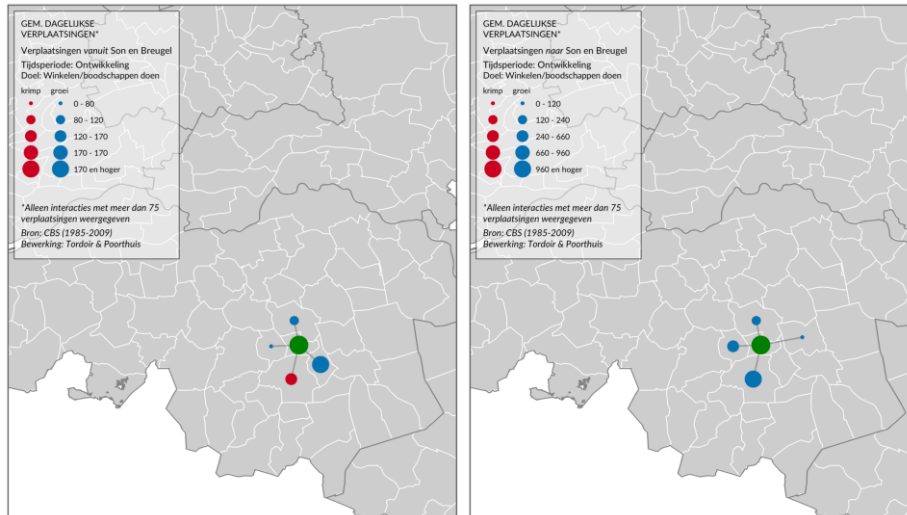 GEM. DAGELIJKSE
VERPLAATSINGEN*
Verplaatsingen vanuit Son en Breugel
Tijdsperiode: Ontwikkeling
Doel: Winkelen/boodschappen doen
krimp groei
0 - 80
80 - 120
120 - 170
170 - 170
170 en hoger
*Alleen interacties met meer dan 75
verplaatsingen weergegeven
Bron: CBS (1985-2009)
Bewerking: Tordoir & Poorthuis
GEM. DAGELIJKSE
VERPLAATSINGEN*
Verplaatsingen naar Son en Breugel
Tijdsperiode: Ontwikkeling
Doel: Winkelen/boodschappen doen
krimp groei
0 - 120
120 - 240
240 - 660
660 - 960
960 en hoger
*Alleen interacties met meer dan 75
verplaatsingen weergegeven
Bron: CBS (1985-2009)
Bewerking: Tordoir & Poorthuis